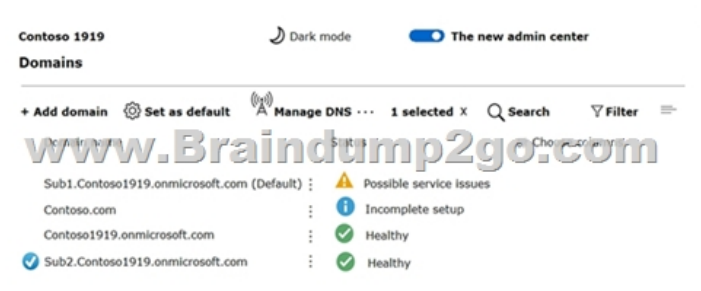 Contoso 1919
Dark mode
The new admin center
Domains
+ Add domain
Set as default
Manage DNS ···
1 selected X
Search
Filter
www.Braindump2go.com
Status
Sub1.Contoso1919.onmicrosoft.com (Default)
Possible service issues
Contoso.com
Incomplete setup
Contoso1919.onmicrosoft.com
Healthy
Sub2.Contoso1919.onmicrosoft.com
Healthy